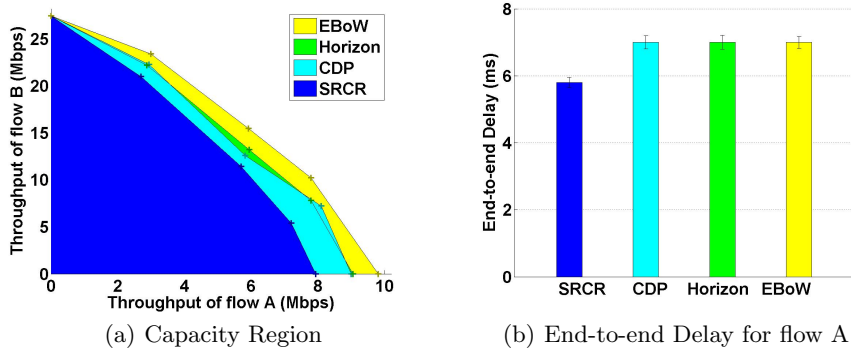 EBoW
Horizon
CDP
SRCR
Throughput of flow B (Mbps)
25
20
15
10
5
0
0 2 4 6 8 10
Throughput of flow A (Mbps)
(a) Capacity Region
End-to-end Delay (ms)
8
6
4
2
0
SRCR CDP Horizon EBoW
(b) End-to-end Delay for flow A